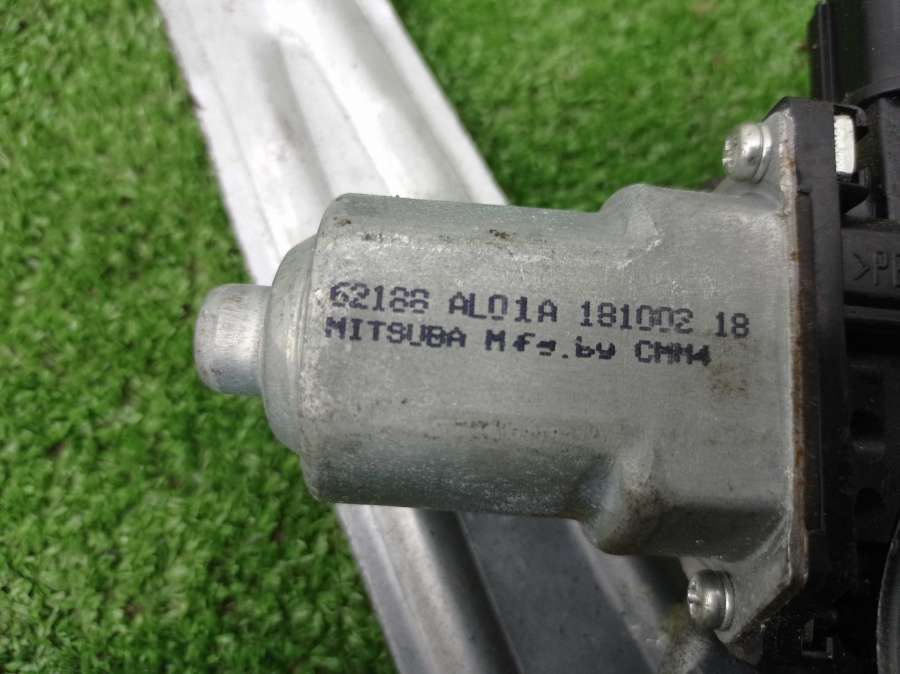 62188 AL01A 181002 18
MITSUBA Mfg.by CMM4
>P